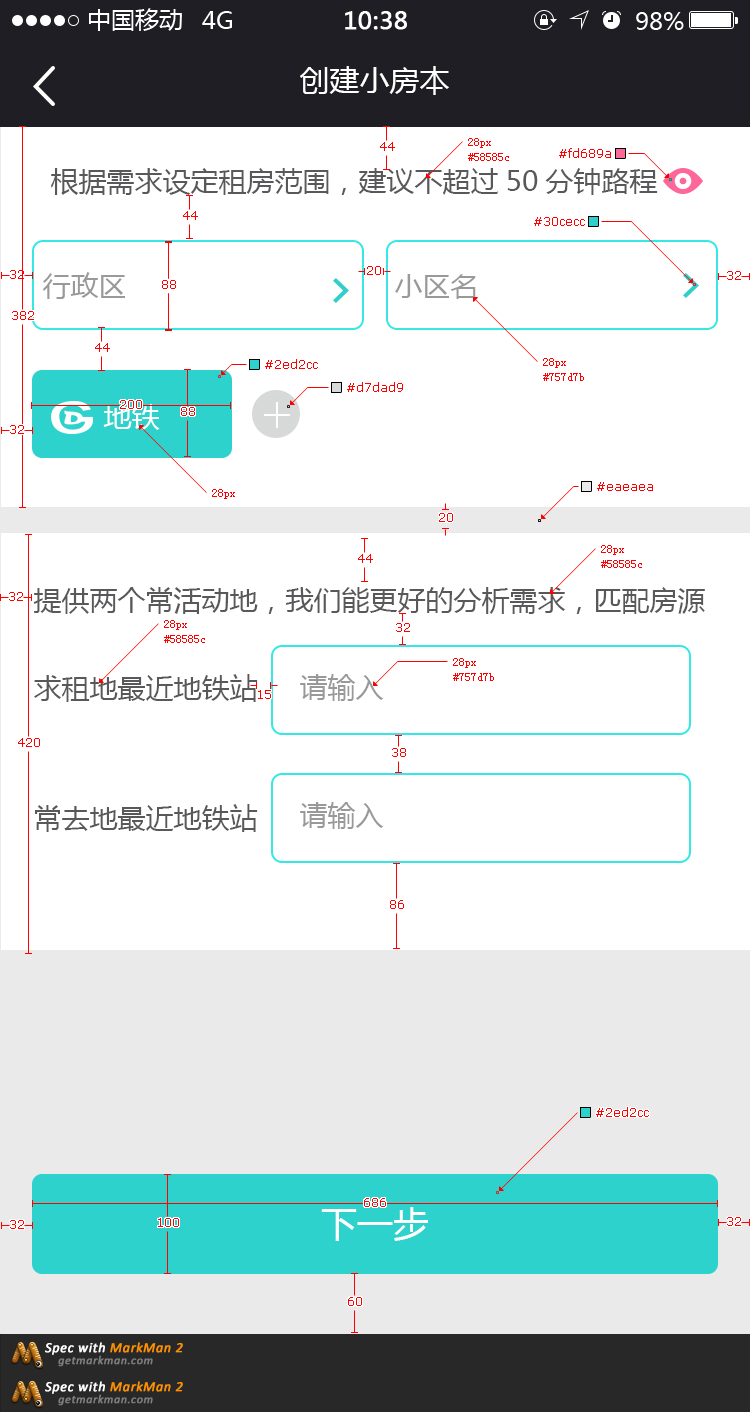 中国移动 4G 10:38 98%
创建小房本
44 28px #58585c #fd689a
根据需求设定租房范围，建议不超过 50 分钟路程
44 #30cecc
32 行政区 88 20 小区名 32
382
44 28px #757d7b
#2ed2cc
#d7dad9
200 88
32 地铁
28px
#eaeaea
20
44 28px #58585c
32 提供两个常活动地，我们能更好的分析需求，匹配房源
28px #58585c 32
28px #757d7b
求租地最近地铁站 15 请输入
420 38
常去地最近地铁站 请输入
86
#2ed2cc
686
32 100 下一步 32
60
Spec with MarkMan 2
getmarkman.com
Spec with MarkMan 2
getmarkman.com